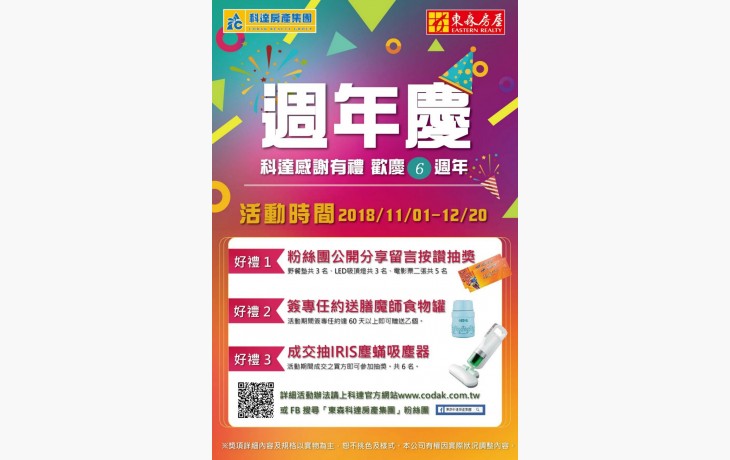 科達房產集團
東森房屋
EASTERN REALTY
週年慶
科達感謝有禮 歡慶 6 週年
活動時間 2018/11/01-12/20
好禮 1
粉絲團公開分享留言按讚抽獎
野餐墊共 3 名、LED吸頂燈共 3 名、電影票二張共 5 名
好禮 2
簽專任約送膳魔師食物罐
活動期間簽專任約達 60 天以上即可贈送乙個。
好禮 3
成交抽IRIS塵蟎吸塵器
活動期間成交之買方即可參加抽獎。共 6 名。
詳細活動辦法請上科達官方網站www.codak.com.tw
或 FB 搜尋「東森科達房產集團」粉絲團
※獎項詳細內容及規格以實物為主，恕不挑色及樣式，本公司有權因實際狀況調整內容。